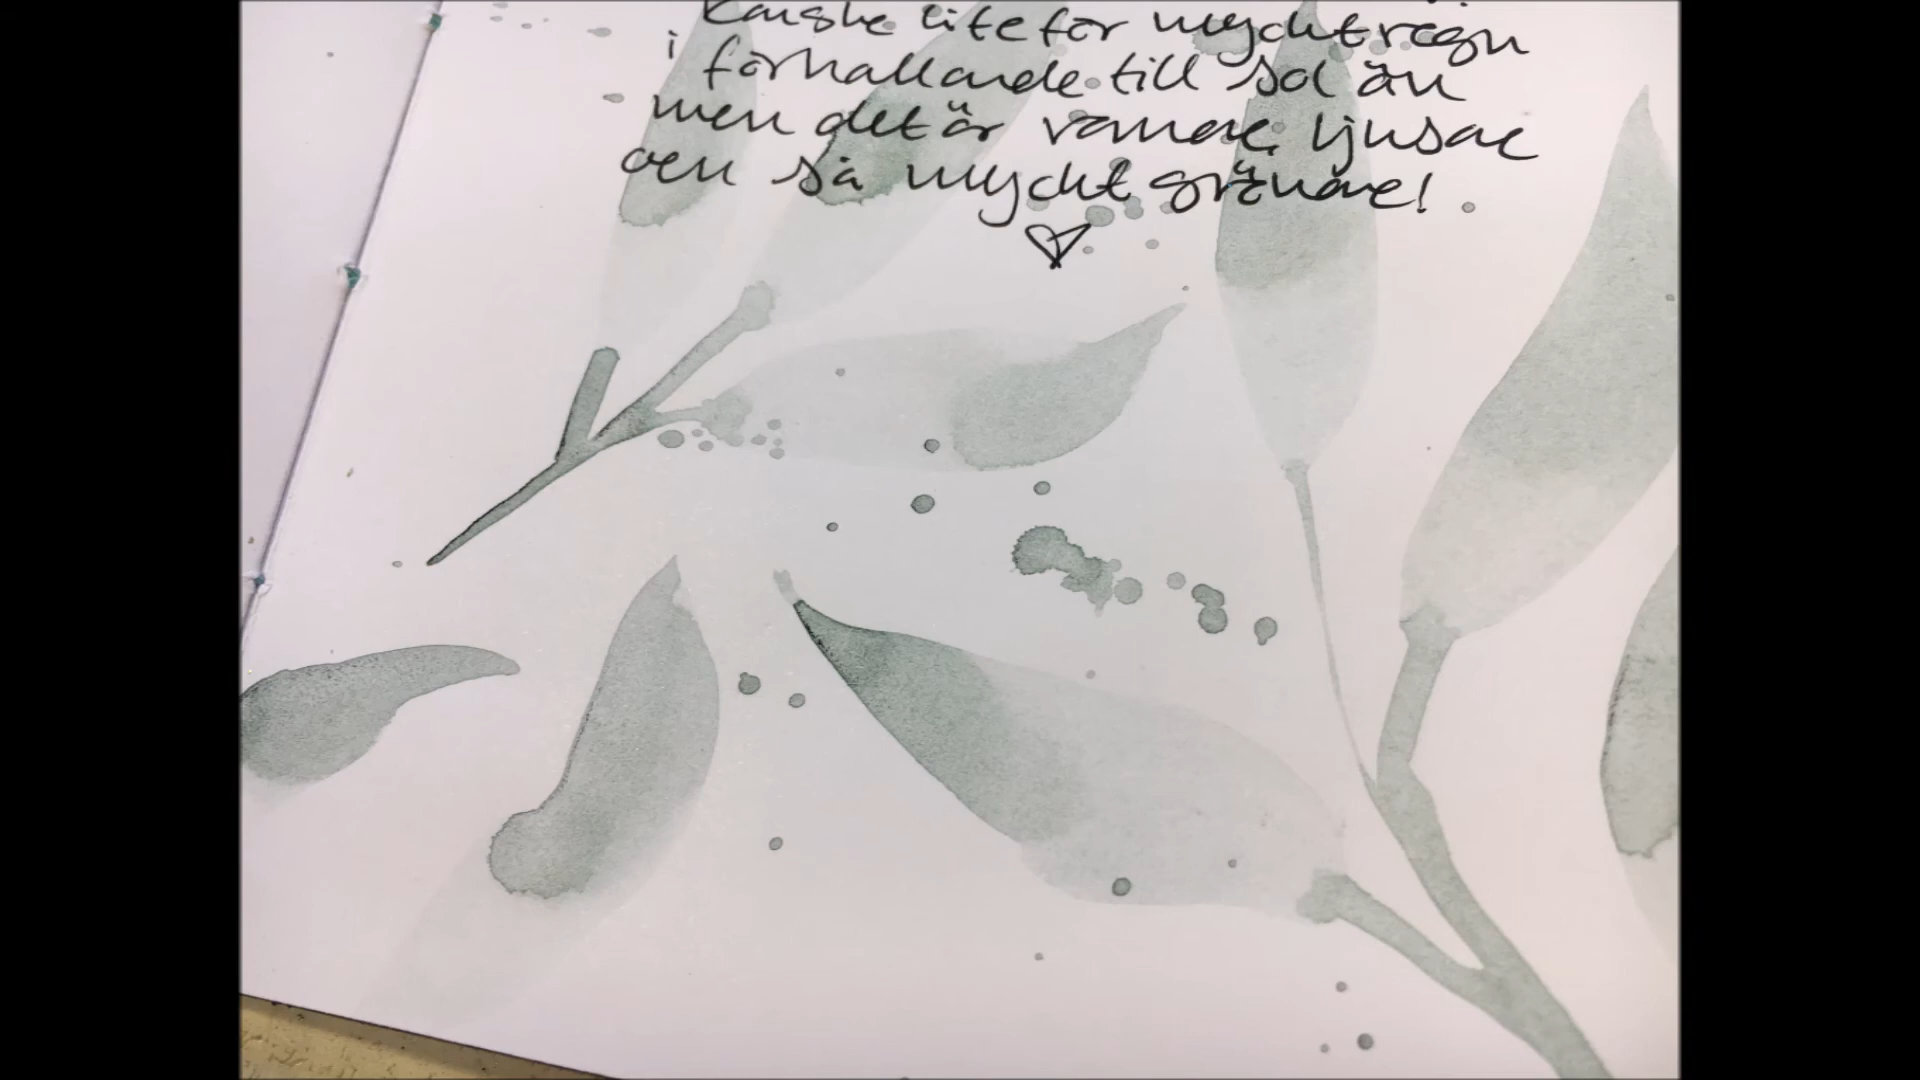 Kanske lite för mycket regn
i förhållande till sol än
men det är varmare, ljusare
och så mycket grönare!